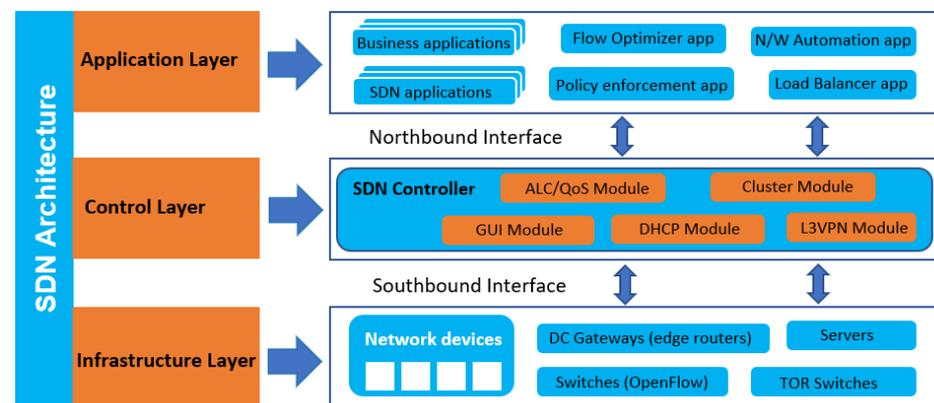 SDN Architecture
Application Layer
Business applications
Flow Optimizer app
N/W Automation app
SDN applications
Policy enforcement app
Load Balancer app
Northbound Interface
Control Layer
SDN Controller
ALC/QoS Module
Cluster Module
GUI Module
DHCP Module
L3VPN Module
Southbound Interface
Infrastructure Layer
Network devices
DC Gateways (edge routers)
Servers
Switches (OpenFlow)
TOR Switches